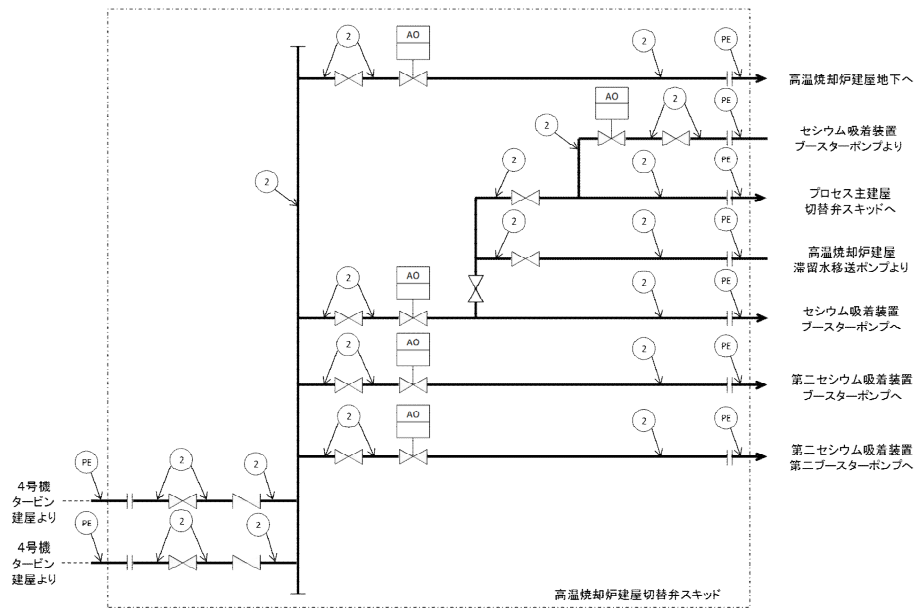 2
AO
2
PE
高温焼却炉建屋地下へ
AO
2
PE
セシウム吸着装置
ブースターポンプより
2
2
2
2
PE
プロセス主建屋
切替弁スキッドへ
2
2
PE
高温焼却炉建屋
滞留水移送ポンプより
2
AO
2
PE
セシウム吸着装置
ブースターポンプへ
2
AO
2
PE
第二セシウム吸着装置
ブースターポンプへ
2
AO
2
PE
第二セシウム吸着装置
第二ブースターポンプへ
PE
2
2
4号機
タービン
建屋より
PE
2
2
4号機
タービン
建屋より
高温焼却炉建屋切替弁スキッド